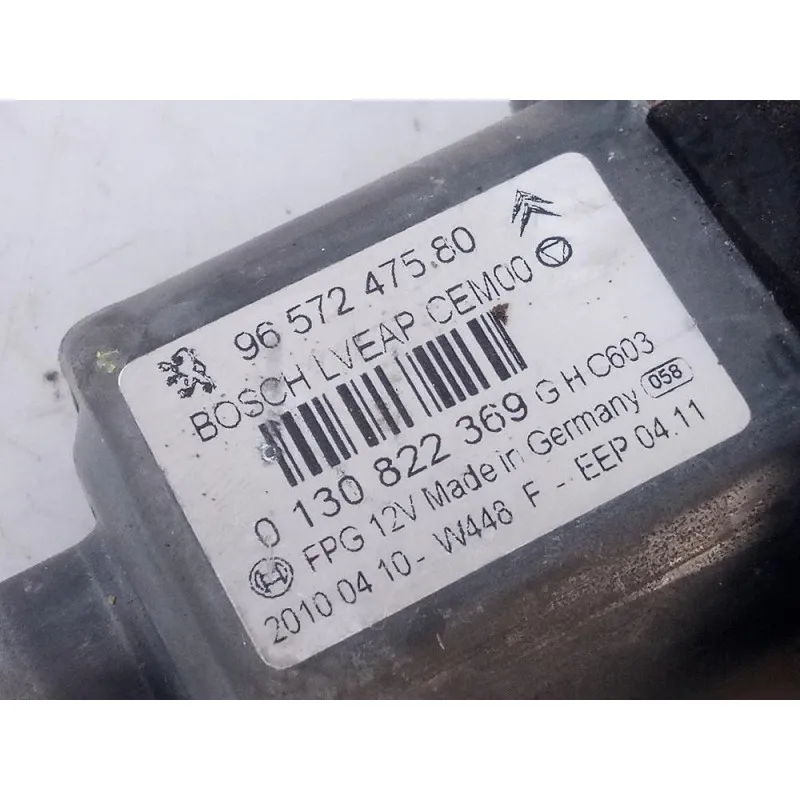 96 572 475.80
BOSCH LVEAP CEM00
0 130 822 369 G H C603
FPG 12V Made in Germany 058
2010 04 10- W448 F - EEP 04.11